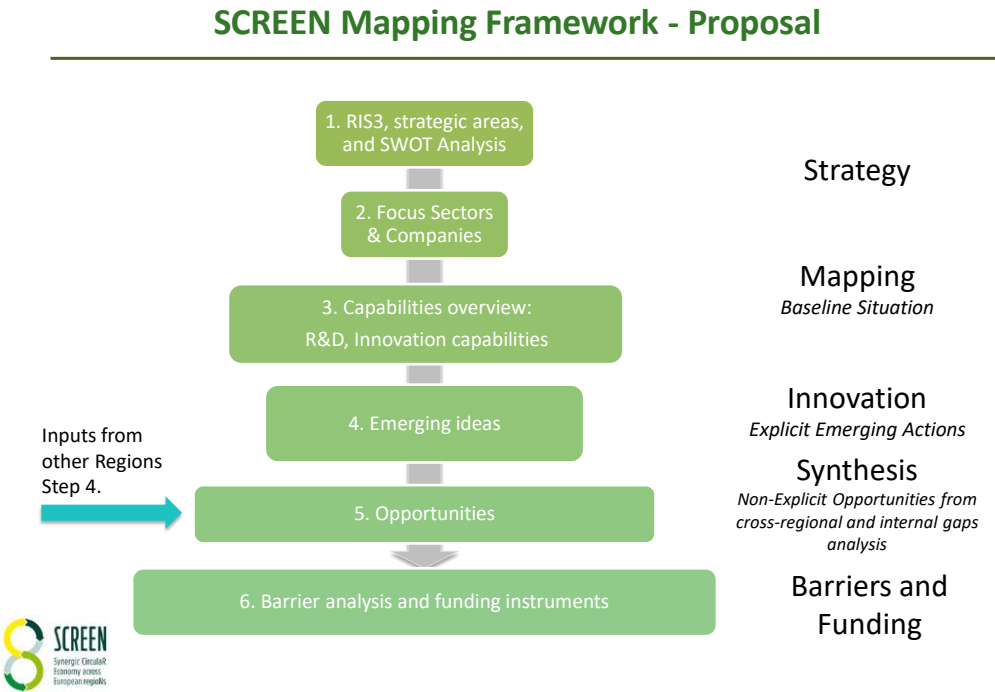 SCREEN Mapping Framework - Proposal
1. RIS3, strategic areas,
and SWOT Analysis
Strategy
2. Focus Sectors
& Companies
Mapping
Baseline Situation
3. Capabilities overview:
R&D, Innovation capabilities
Innovation
Explicit Emerging Actions
4. Emerging ideas
Inputs from
other Regions
Step 4.
Synthesis
Non-Explicit Opportunities from
cross-regional and internal gaps
analysis
5. Opportunities
Barriers and
Funding
6. Barrier analysis and funding instruments
SCREEN
Synergic CirculaR
Economy across
European regioNs